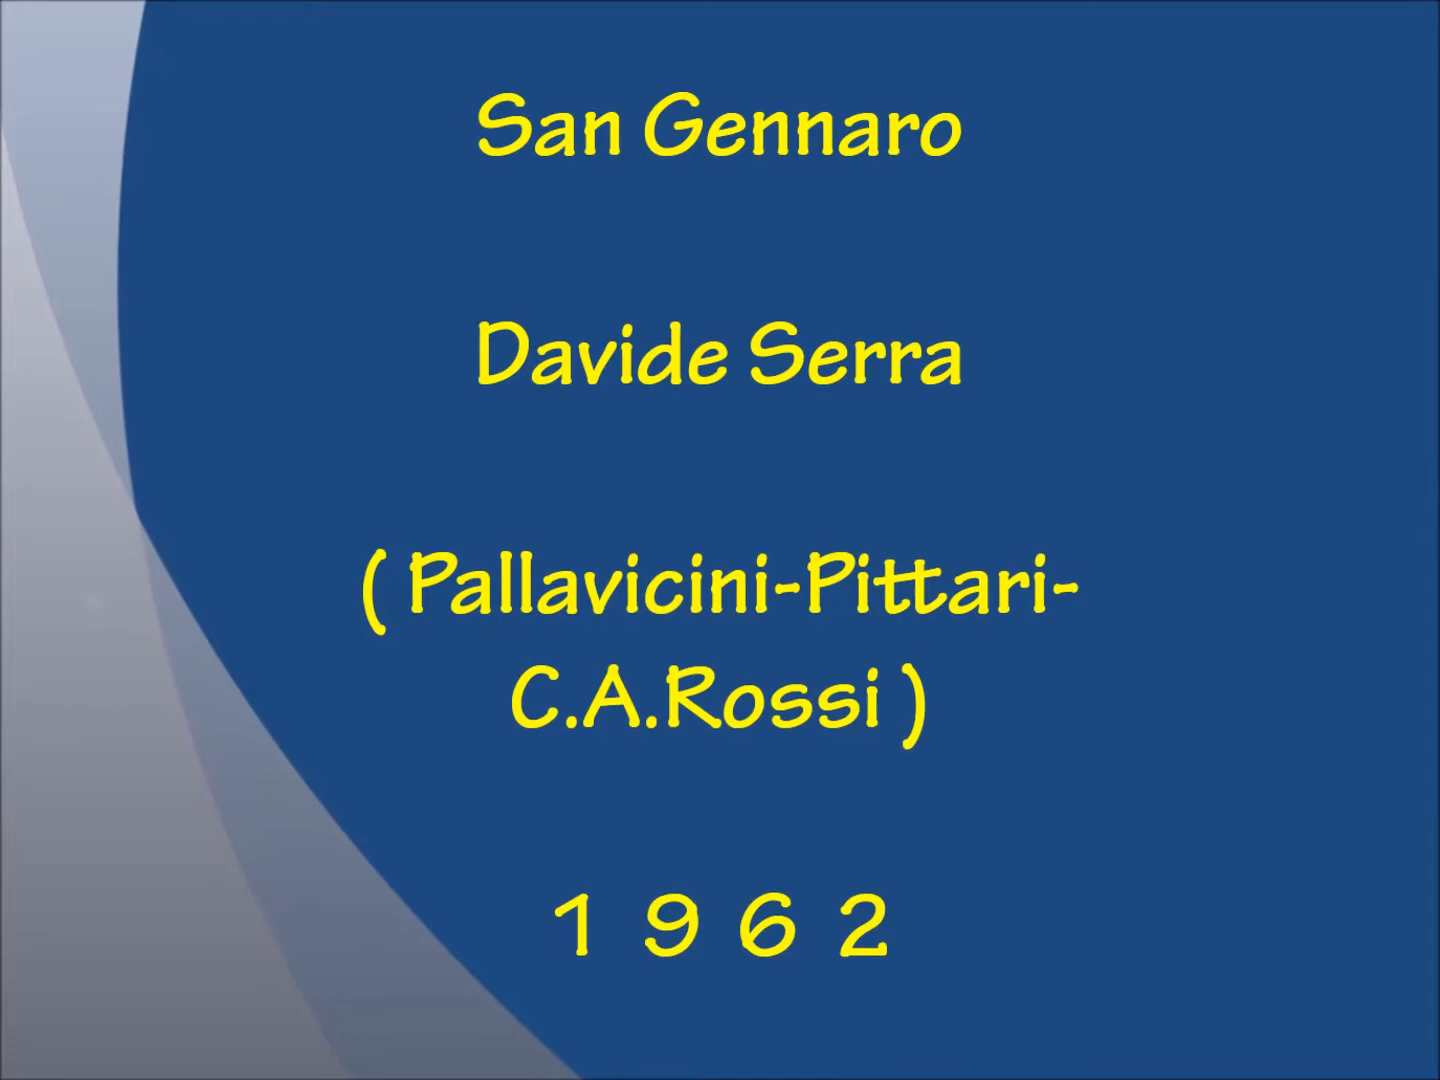 San Gennaro
Davide Serra
( Pallavicini-Pittari-
C.A.Rossi )
1 9 6 2